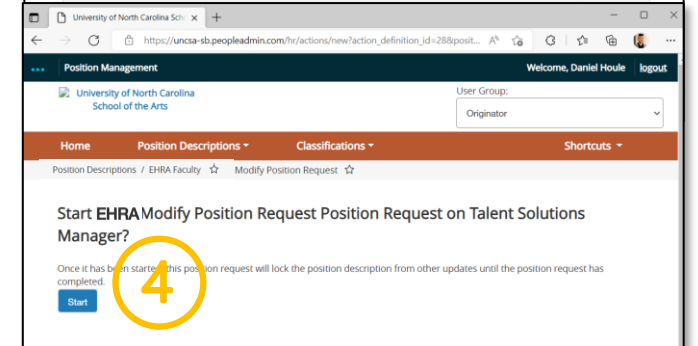 University of North Carolina Sch
https://uncsa-sb.peopleadmin.com/hr/actions/new?action_definition_id=28&posit...
Position Management
Welcome, Daniel Houle logout
University of North Carolina
School of the Arts
User Group:
Originator
Home Position Descriptions Classifications Shortcuts
Position Descriptions / EHRA Faculty Modify Position Request
Start EHRA Modify Position Request Position Request on Talent Solutions
Manager?
Once it has been started, this position request will lock the position description from other updates until the position request has
completed.
Start
4